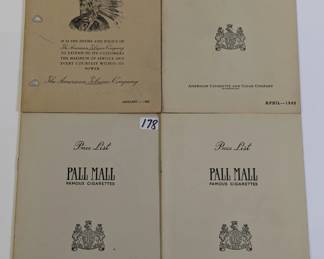 IT IS THE DESIRE AND POLICY OF
The American Tobacco Company
TO EXTEND TO ITS CUSTOMERS
THE MAXIMUM OF SERVICE AND
EVERY COURTESY WITHIN ITS
POWER.
The American Tobacco Company
AMERICAN CIGARETTE AND CIGAR COMPANY
APRIL—1940
178
Price List
PALL MALL
FAMOUS CIGARETTES
Price List
PALL MALL
FAMOUS CIGARETTES